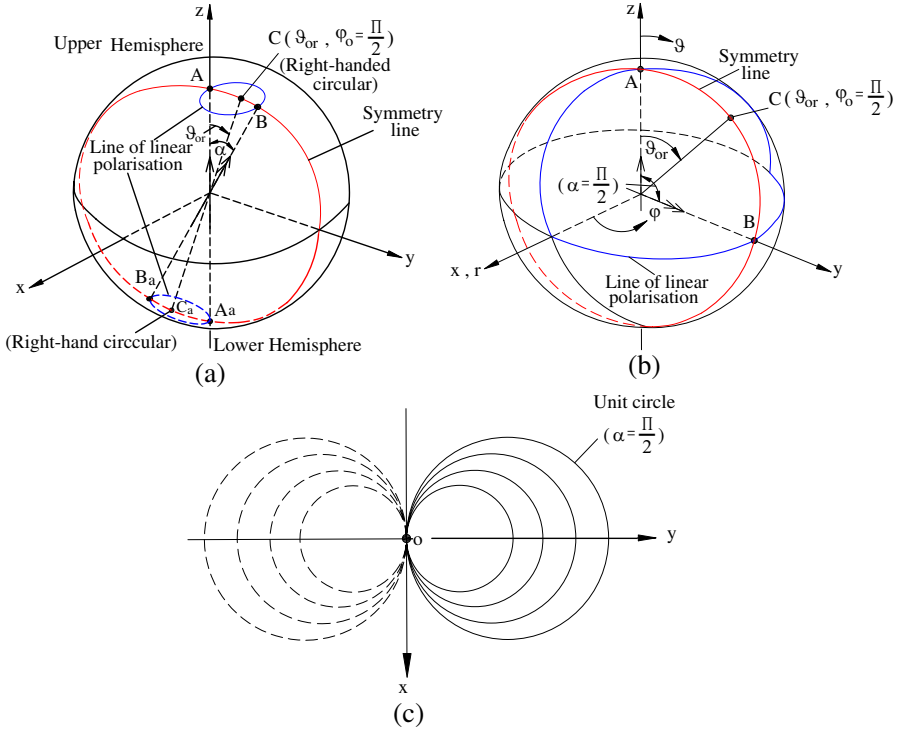 z
Upper Hemisphere
C(ϑor , φo=Π/2)
(Right-handed
circular)
A
B
Symmetry
line
ϑor
α
Line of linear
polarisation
x
y
Ba
Ca
Aa
(Right-hand circcular)
Lower Hemisphere
(a)
z
ϑ
Symmetry
line
A
C(ϑor , φo=Π/2)
ϑor
(α=Π/2)
φ
B
x , r
y
Line of linear
polarisation
(b)
Unit circle
(α=Π/2)
o
y
x
(c)